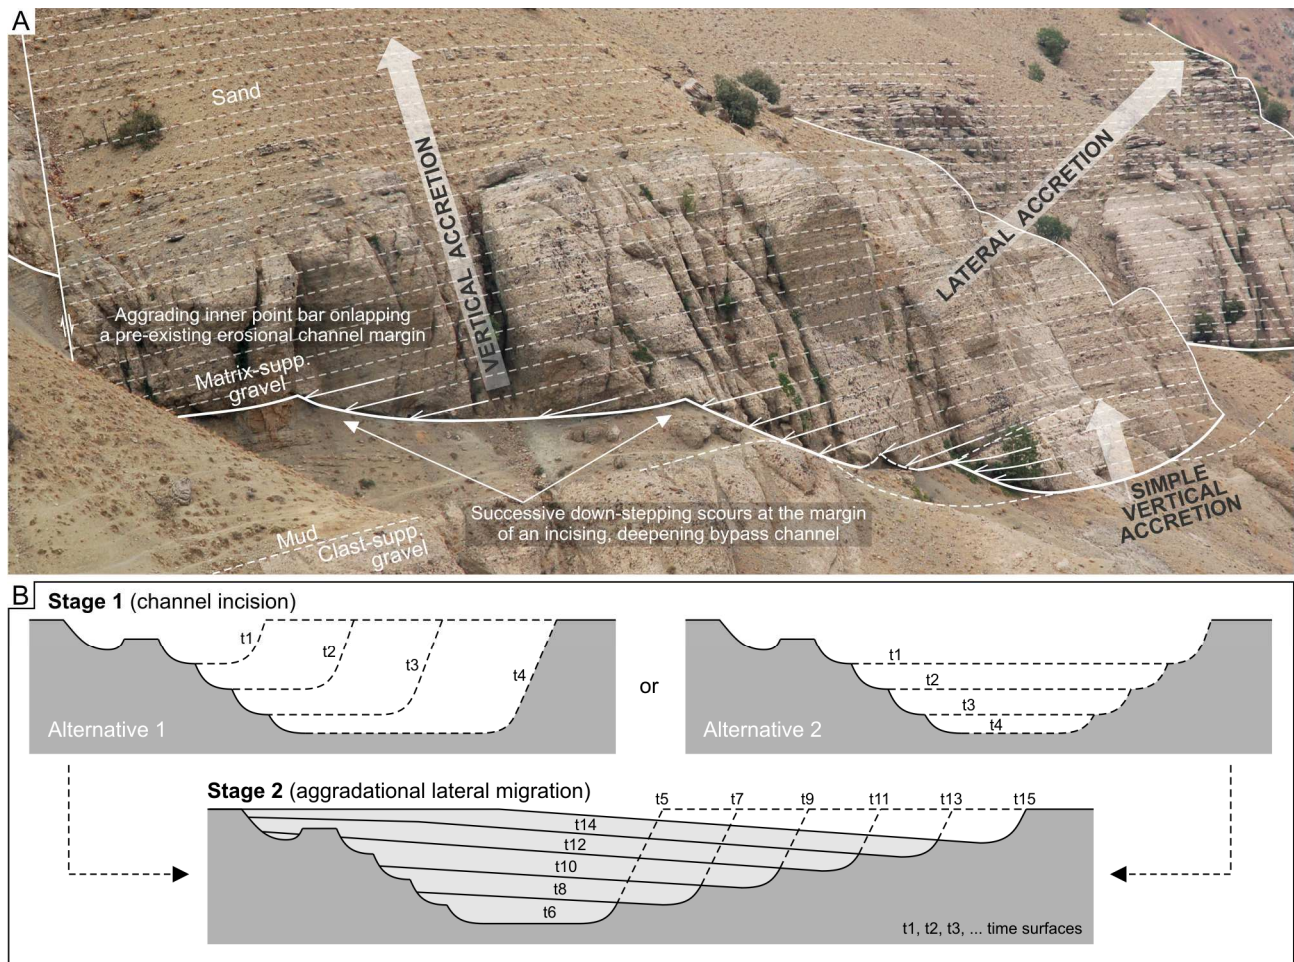 A
Sand
VERTICAL ACCRETION
LATERAL ACCRETION
Aggrading inner point bar onlapping
a pre-existing erosional channel margin
Matrix-supp.
gravel
SIMPLE
VERTICAL
ACCRETION
Successive down-stepping scours at the margin
of an incising, deepening bypass channel
Mud
Clast-supp.
gravel
B
Stage 1 (channel incision)
t1
t2
t3
t4
Alternative 1
or
t1
t2
t3
t4
Alternative 2
Stage 2 (aggradational lateral migration)
t5
t7
t9
t11
t13
t15
t14
t12
t10
t8
t6
t1, t2, t3, ... time surfaces